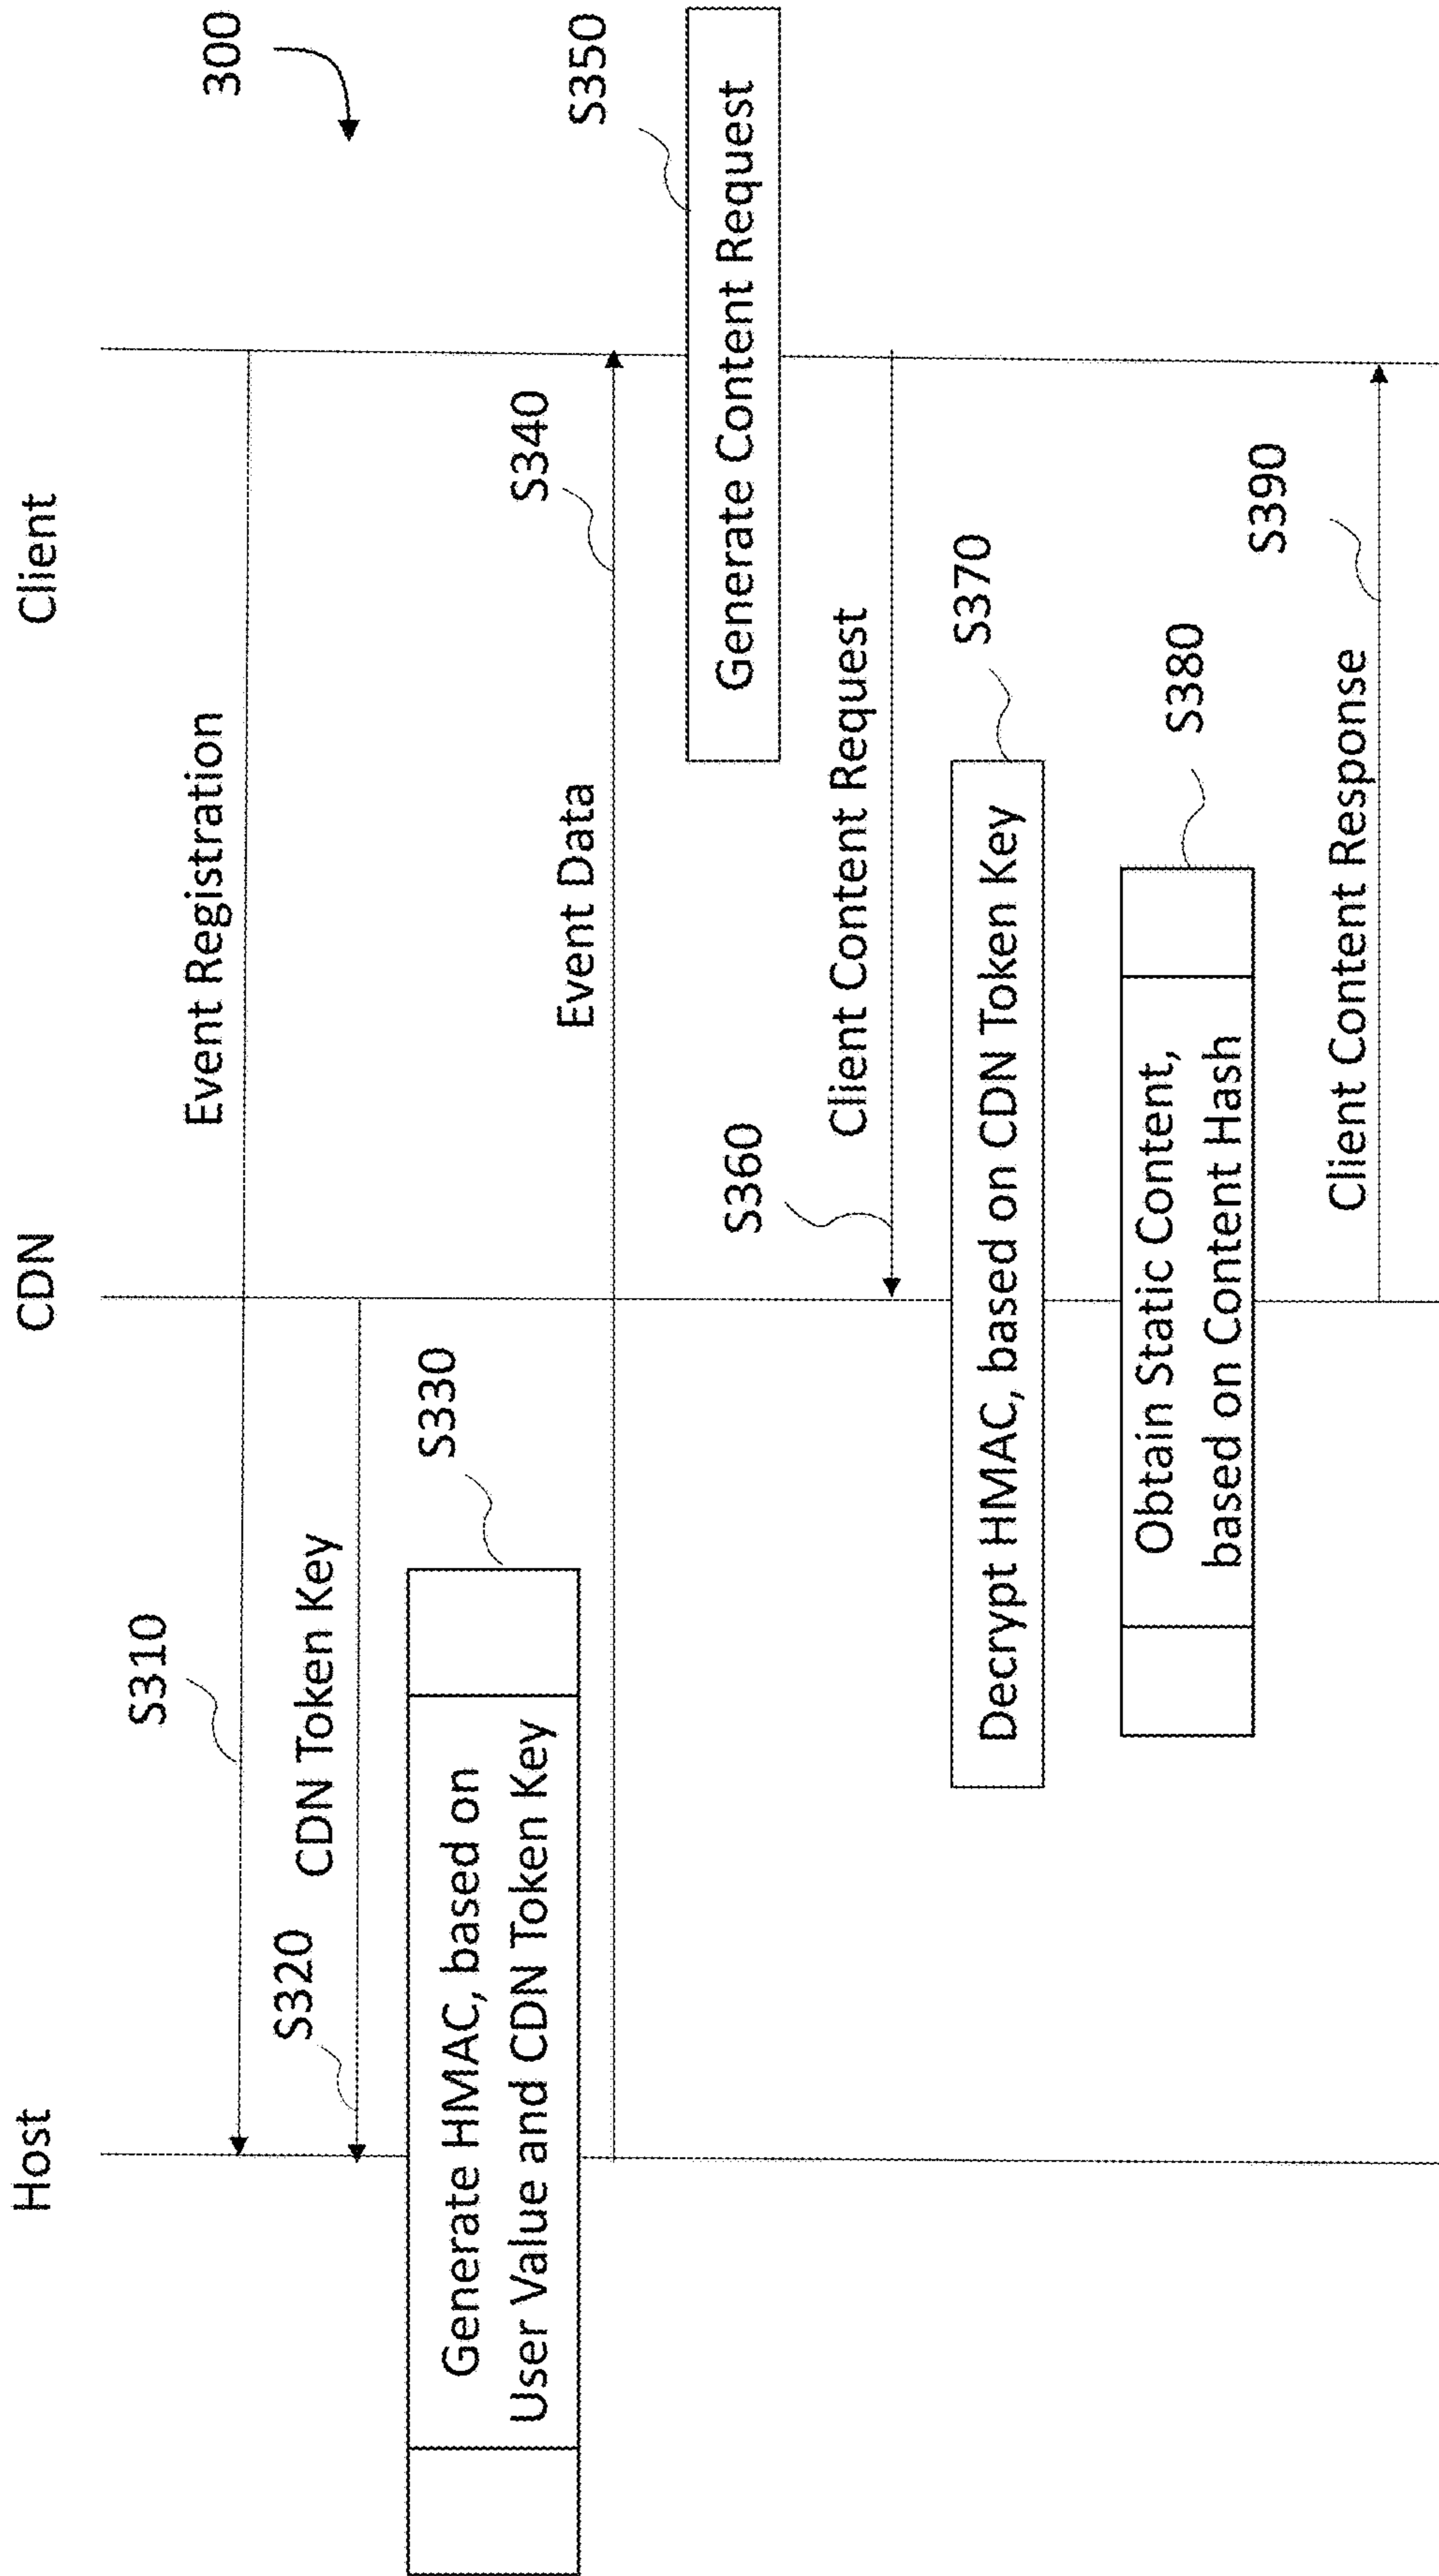 300
Host
CDN
Client
S310
Event Registration
S320
CDN Token Key
S330
Generate HMAC, based on
User Value and CDN Token Key
Event Data
S340
S350
Generate Content Request
S360
Client Content Request
S370
Decrypt HMAC, based on CDN Token Key
S380
Obtain Static Content,
based on Content Hash
Client Content Response
S390